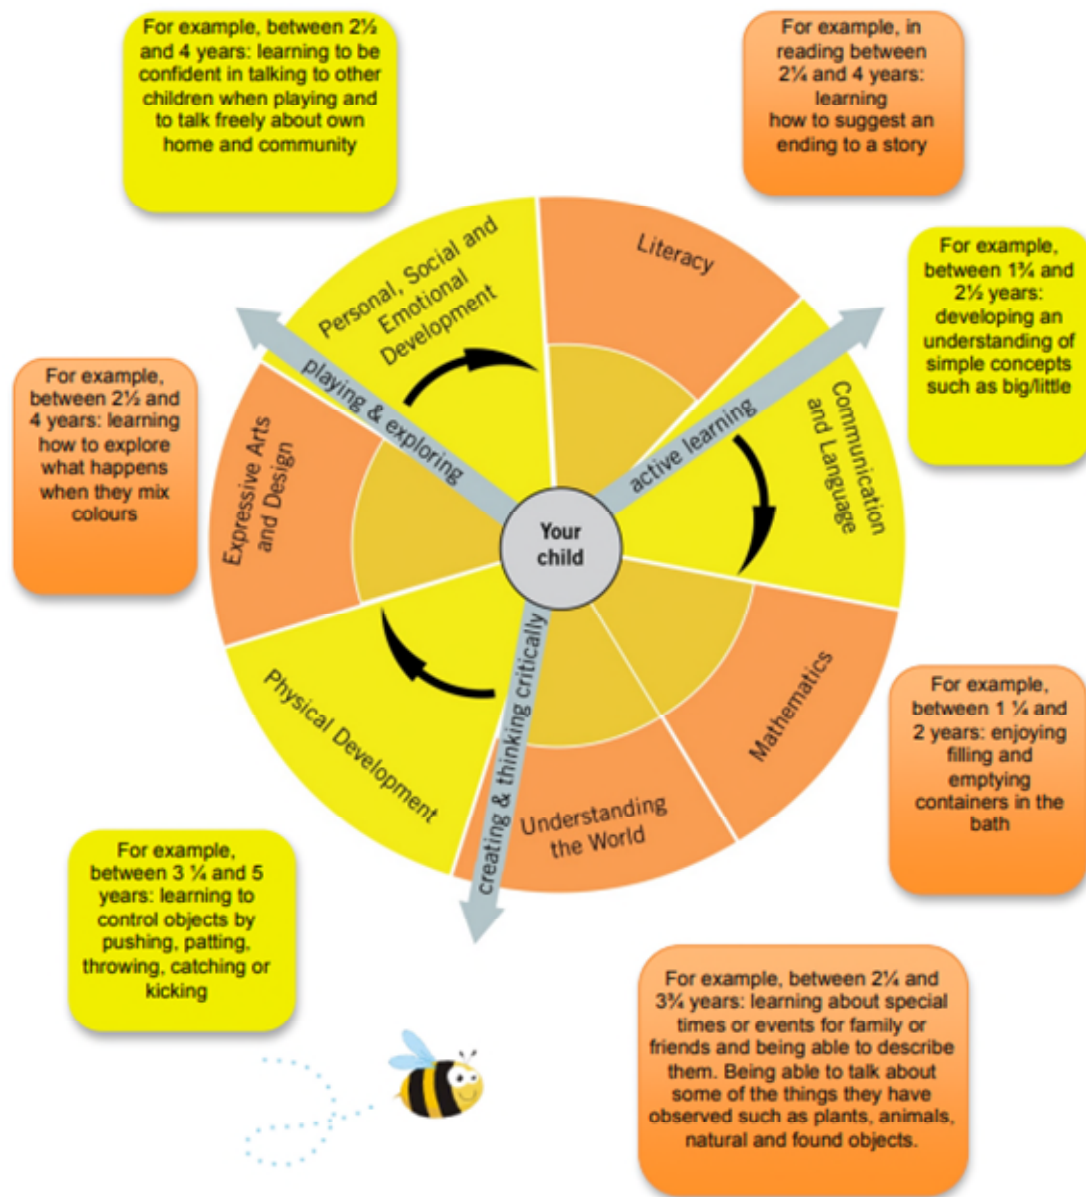 For example, between 2½
and 4 years: learning to be
confident in talking to other
children when playing and
to talk freely about own
home and community
For example, in
reading between
2¼ and 4 years:
learning
how to suggest an
ending to a story
For example,
between 1¾ and
2½ years:
developing an
understanding of
simple concepts
such as big/little
For example,
between 2½ and
4 years: learning
how to explore
what happens
when they mix
colours
Personal, Social and
Emotional
Development
Literacy
Communication
and Language
Expressive Arts
and Design
playing & exploring
active learning
Your
child
creating & thinking critically
Physical Development
Understanding
the World
Mathematics
For example,
between 1 ¼ and
2 years: enjoying
filling and
emptying
containers in the
bath
For example,
between 3 ¼ and 5
years: learning to
control objects by
pushing, patting,
throwing, catching or
kicking
For example, between 2¼ and
3¾ years: learning about special
times or events for family or
friends and being able to describe
them. Being able to talk about
some of the things they have
observed such as plants, animals,
natural and found objects.